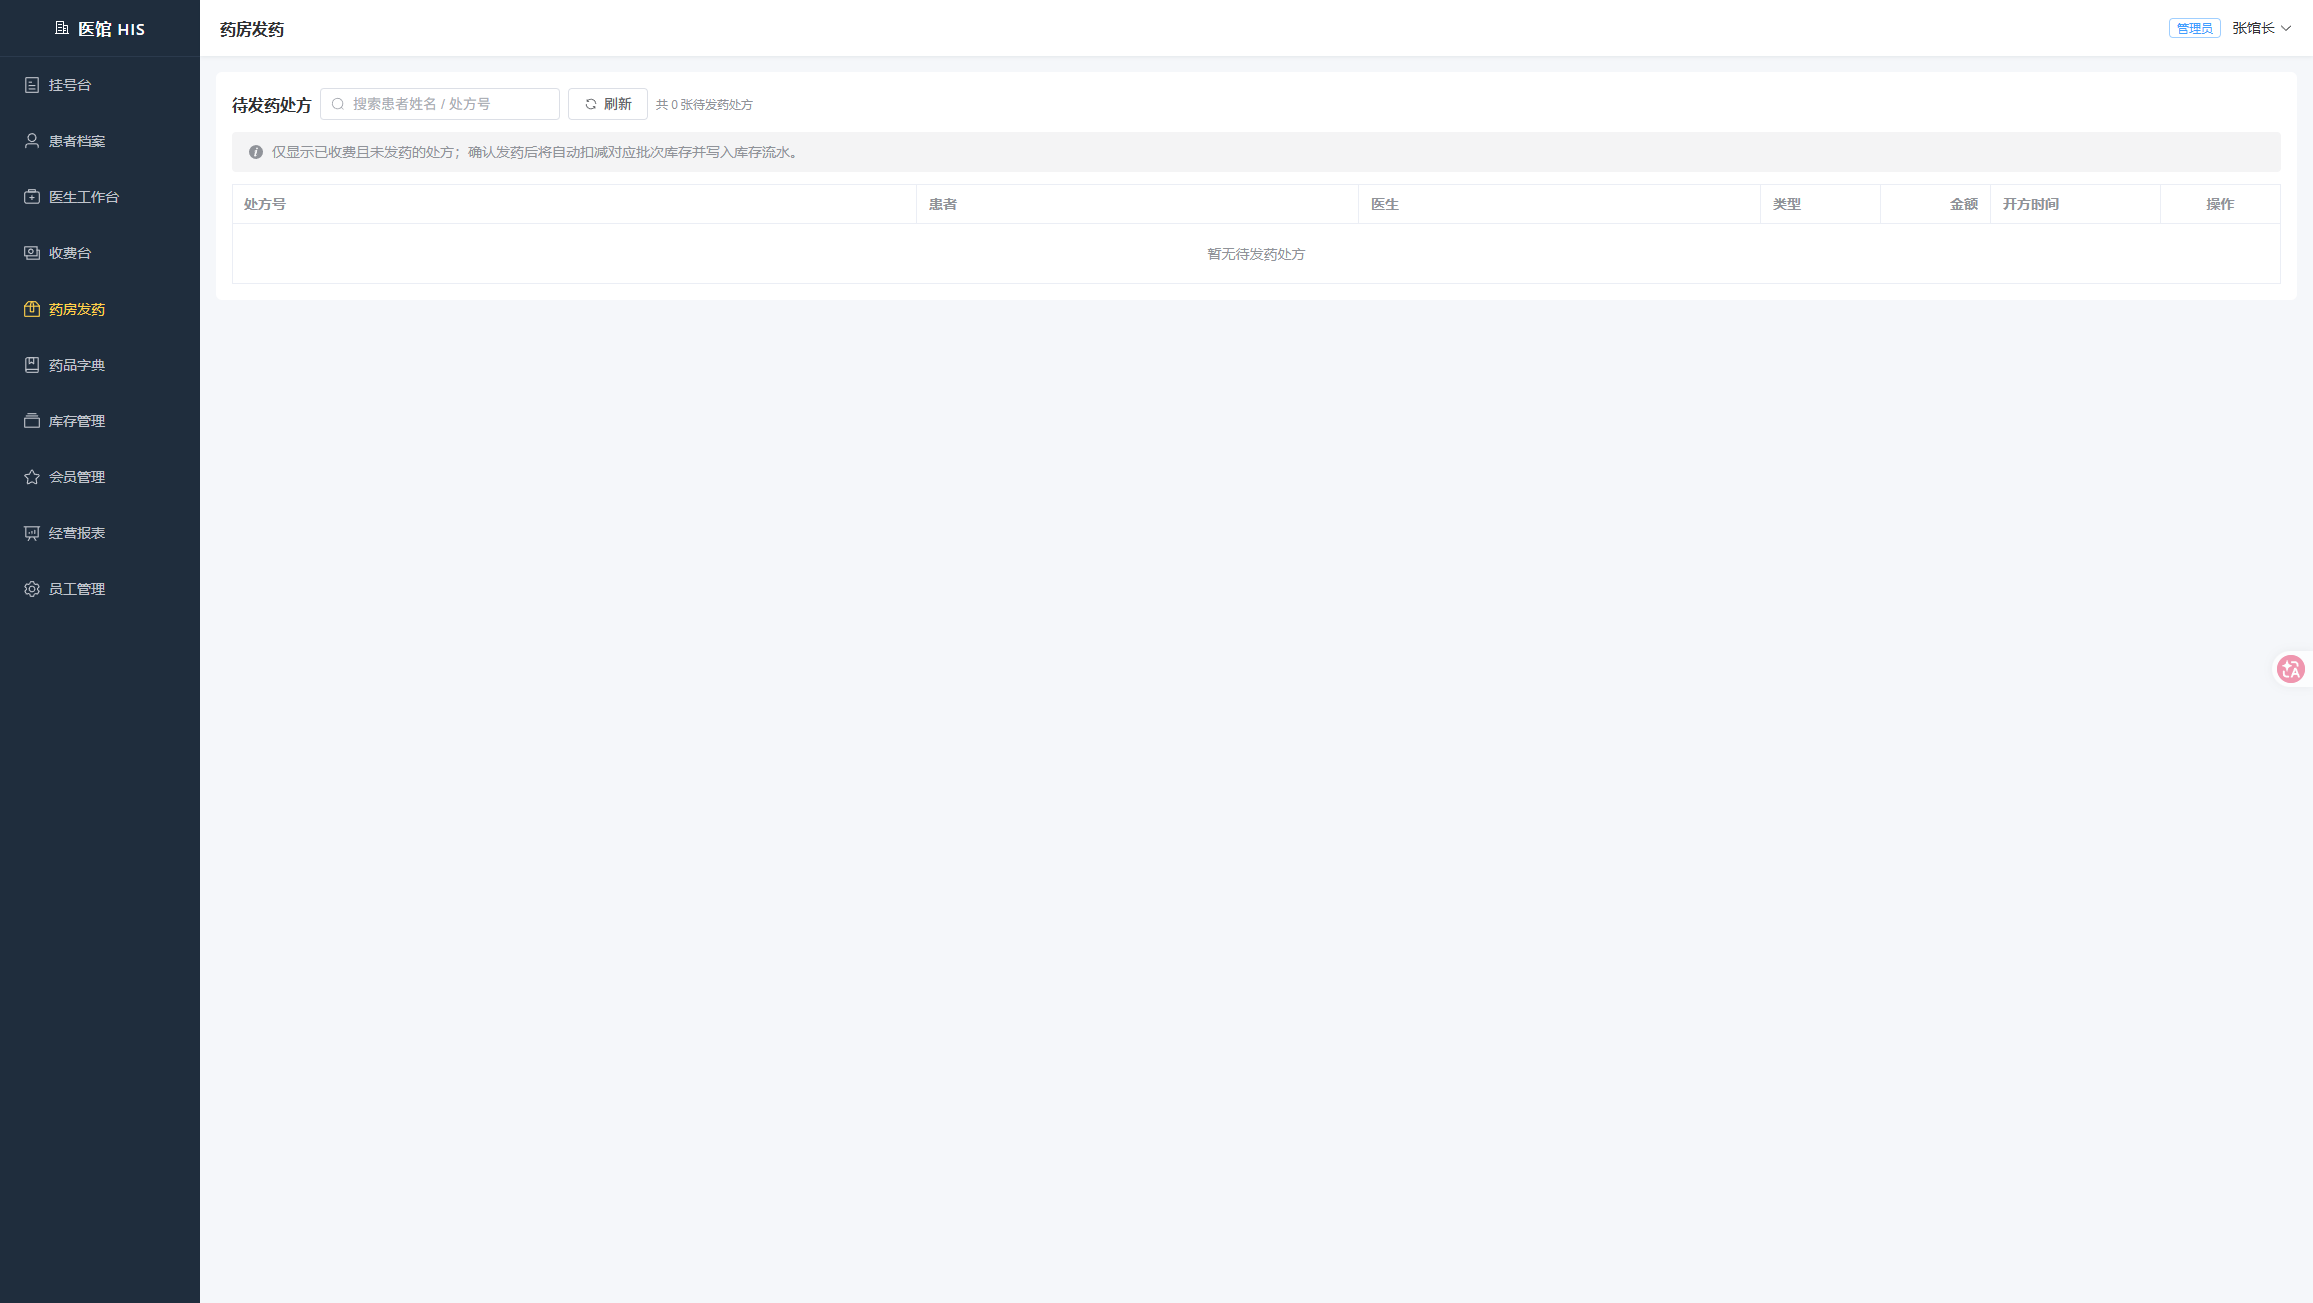 医馆 HIS
挂号台
患者档案
医生工作台
收费台
药房发药
药品字典
库存管理
会员管理
经营报表
员工管理
药房发药
管理员 张馆长
待发药处方 搜索患者姓名 / 处方号 刷新 共 0 张待发药处方
仅显示已收费且未发药的处方；确认发药后将自动扣减对应批次库存并写入库存流水。
处方号 患者 医生 类型 金额 开方时间 操作
暂无待发药处方